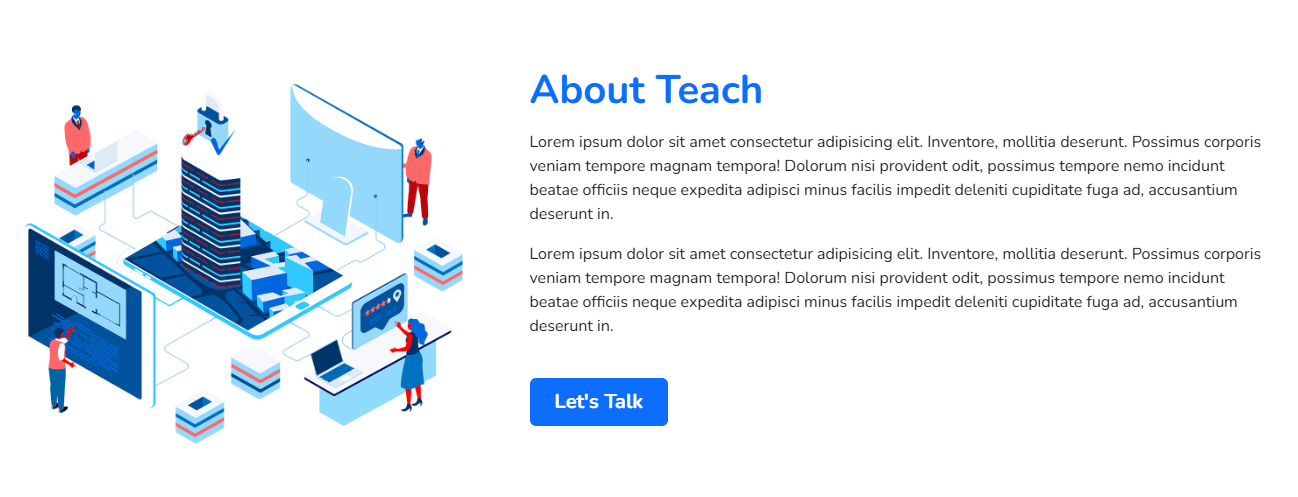 About Teach
Lorem ipsum dolor sit amet consectetur adipisicing elit. Inventore, mollitia deserunt. Possimus corporis
veniam tempore magnam tempora! Dolorum nisi provident odit, possimus tempore nemo incidunt
beatae officiis neque expedita adipisci minus facilis impedit deleniti cupiditate fuga ad, accusantium
deserunt in.
Lorem ipsum dolor sit amet consectetur adipisicing elit. Inventore, mollitia deserunt. Possimus corporis
veniam tempore magnam tempora! Dolorum nisi provident odit, possimus tempore nemo incidunt
beatae officiis neque expedita adipisci minus facilis impedit deleniti cupiditate fuga ad, accusantium
deserunt in.
Let's Talk